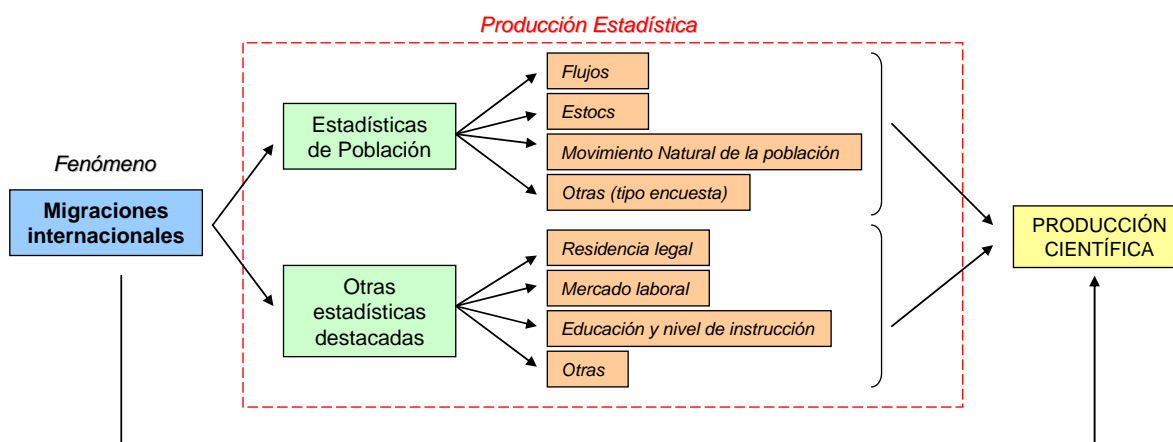 Producción Estadística
Fenómeno
Migraciones
internacionales
Estadísticas
de Población
Flujos
Estocs
Movimiento Natural de la población
Otras (tipo encuesta)
Otras
estadísticas
destacadas
Residencia legal
Mercado laboral
Educación y nivel de instrucción
Otras
PRODUCCIÓN
CIENTÍFICA